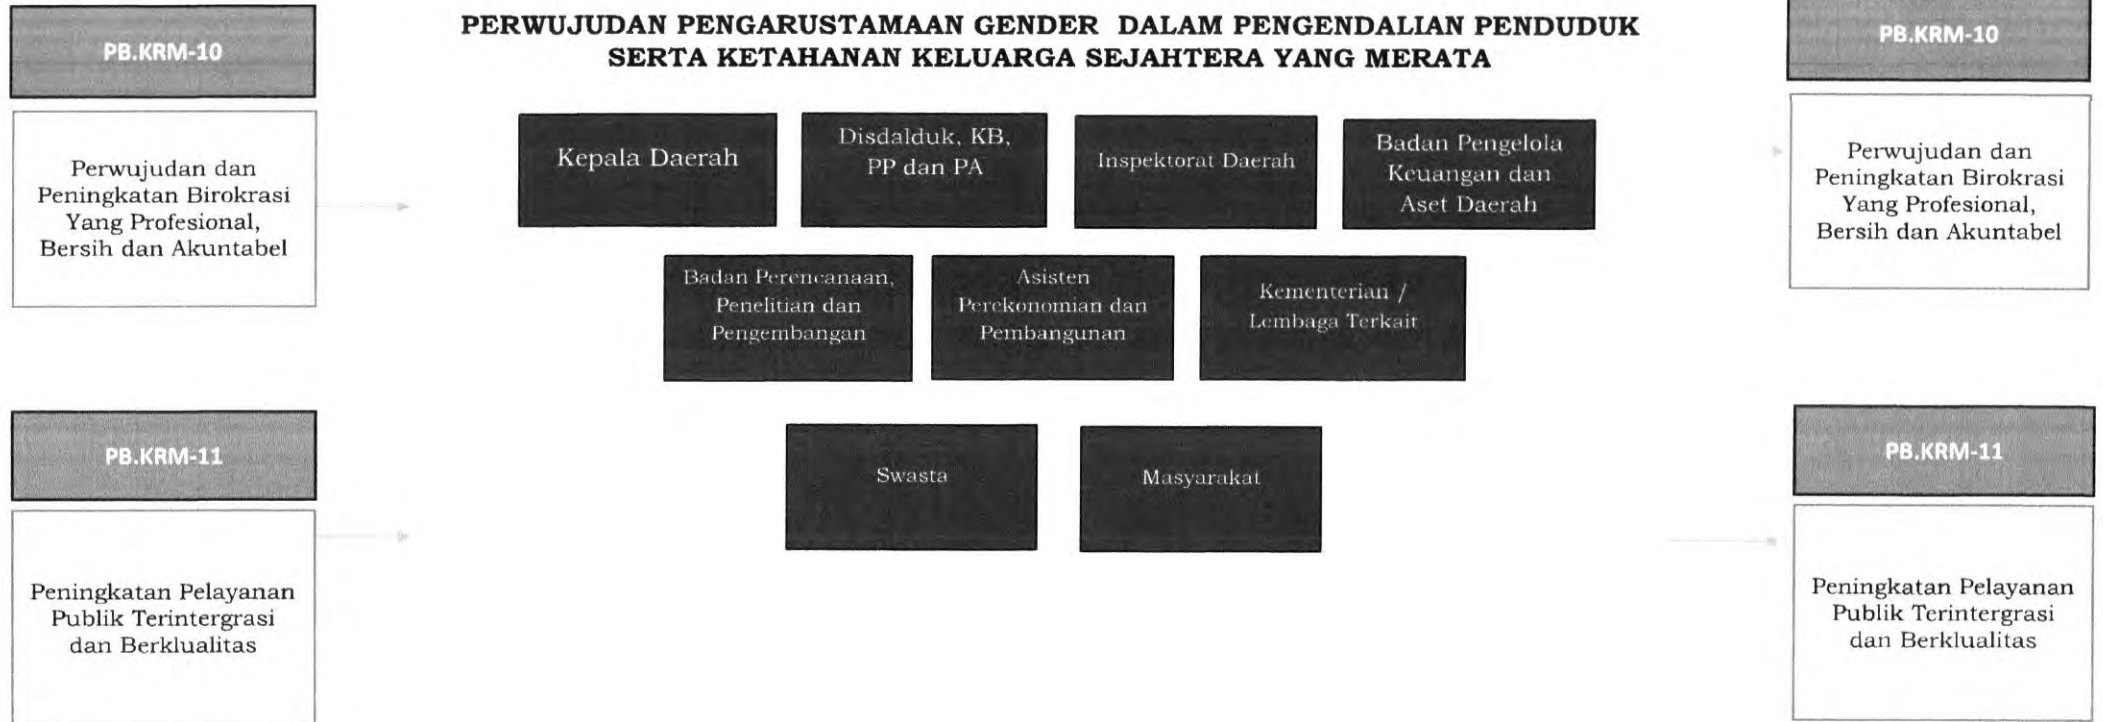 PERWUJUDAN PENGARUSTAMAAN GENDER DALAM PENGENDALIAN PENDUDUK
SERTA KETAHANAN KELUARGA SEJAHTERA YANG MERATA
PB.KRM-10
Perwujudan dan
Peningkatan Birokrasi
Yang Profesional,
Bersih dan Akuntabel
PB.KRM-11
Peningkatan Pelayanan
Publik Terintergrasi
dan Berklualitas
Kepala Daerah
Disdalduk, KB,
PP dan PA
Inspektorat Daerah
Badan Pengelola
Keuangan dan
Aset Daerah
Badan Perencanaan,
Penelitian dan
Pengembangan
Asisten
Perekonomian dan
Pembangunan
Kementerian /
Lembaga Terkait
Swasta
Masyarakat
PB.KRM-10
Perwujudan dan
Peningkatan Birokrasi
Yang Profesional,
Bersih dan Akuntabel
PB.KRM-11
Peningkatan Pelayanan
Publik Terintergrasi
dan Berklualitas